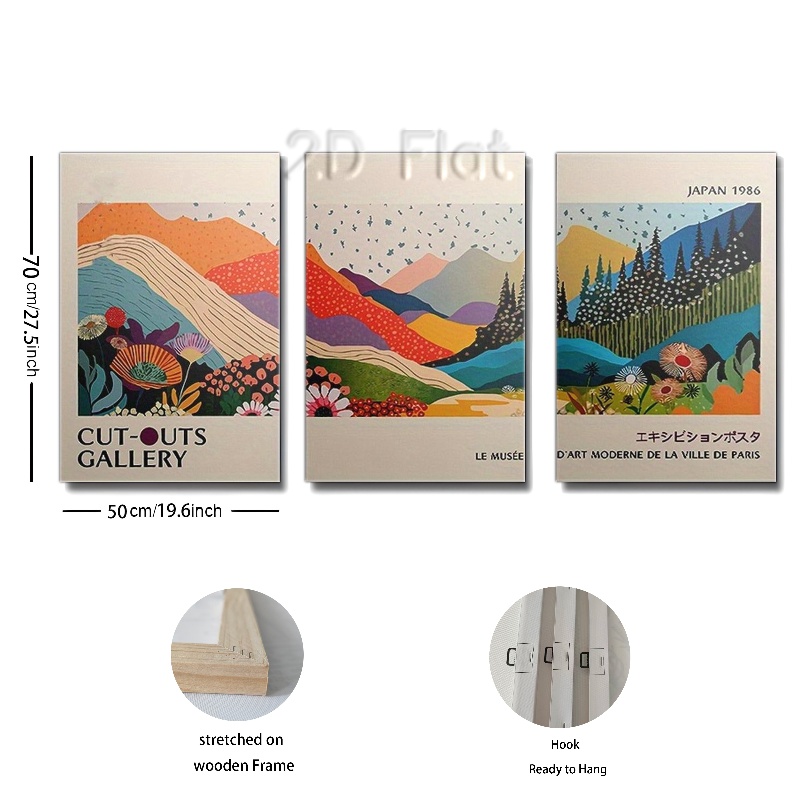 2D Flat
JAPAN 1986
CUT-OUTS
GALLERY
エキシビションポスタ
LE MUSÉE D'ART MODERNE DE LA VILLE DE PARIS
70cm/27.5inch
50cm/19.6inch
stretched on
wooden Frame
Hook
Ready to Hang